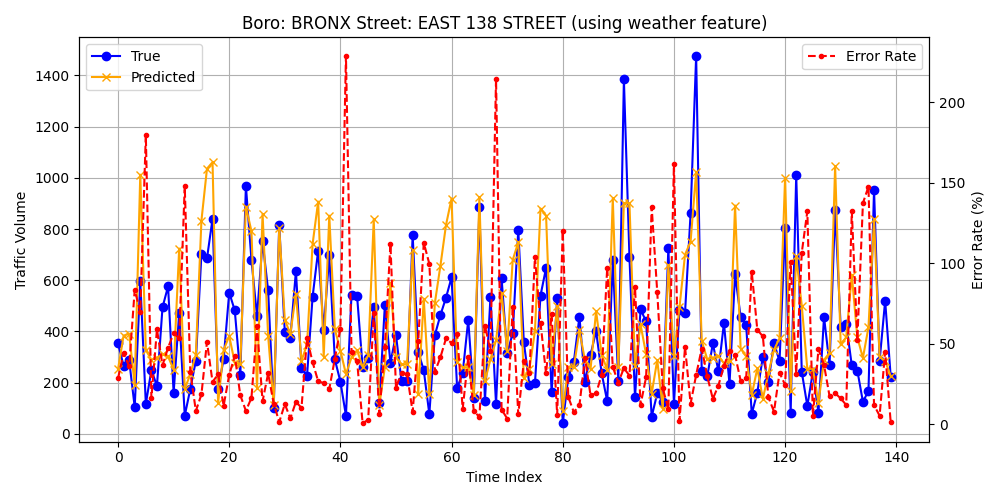 Boro: BRONX Street: EAST 138 STREET (using weather feature)
True
Predicted
Error Rate
Traffic Volume
1400
1200
1000
800
600
400
200
0
200
150
100
50
0
Error Rate (%)
0 20 40 60 80 100 120 140
Time Index